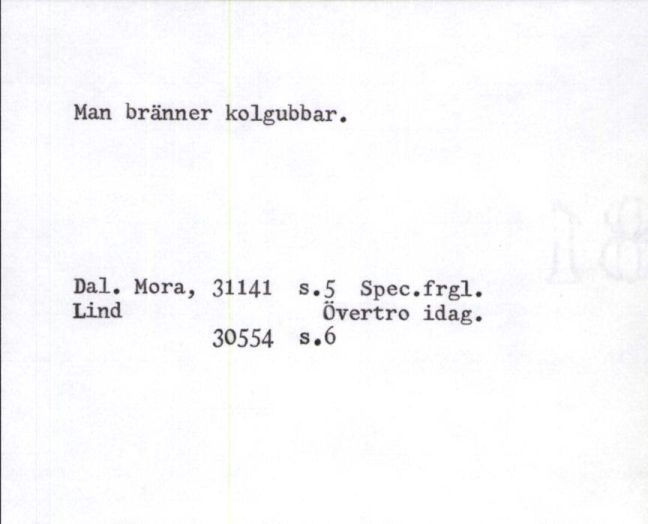 Man bränner kolgubbar.
Dal. Mora, 31141 s.5 Spec.frgl.
Lind Övertro idag.
30554 s.6